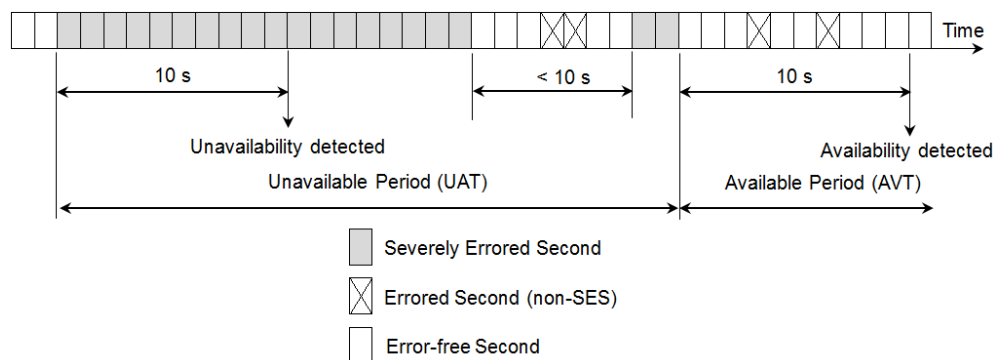 Time
10 s
< 10 s
10 s
Unavailability detected
Availability detected
Unavailable Period (UAT)
Available Period (AVT)
Severely Errored Second
Errored Second (non-SES)
Error-free Second